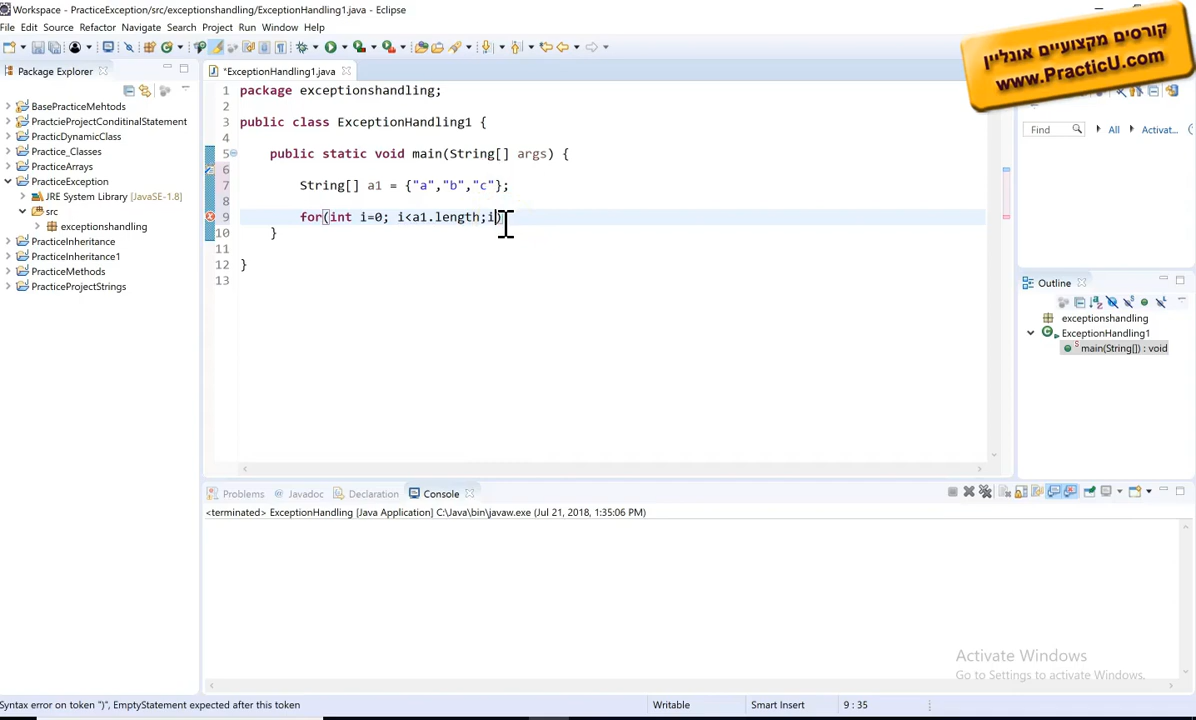 Workspace - PracticeException/src/exceptionshandling/ExceptionHandling1.java - Eclipse
File Edit Source Refactor Navigate Search Project Run Window Help
קורסים מקצועיים אונליין
www.PracticU.com
Package Explorer
*ExceptionHandling1.java
BasePracticeMehtods
PractcieProjectConditinalStatement
PracticDynamicClass
Practice_Classes
PracticeArrays
PracticeException
JRE System Library [JavaSE-1.8]
src
exceptionshandling
PracticeInheritance
PracticeInheritance1
PracticeMethods
PracticeProjectStrings
1 package exceptionshandling;
2
3 public class ExceptionHandling1 {
4
5 public static void main(String[] args) {
6
7 String[] a1 = {"a","b","c"};
8
9 for(int i=0; i<a1.length;i)
10 }
11
12 }
13
Find All Activat...
Outline
exceptionshandling
ExceptionHandling1
main(String[]) : void
Problems Javadoc Declaration Console
<terminated> ExceptionHandling [Java Application] C:\Java\bin\javaw.exe (Jul 21, 2018, 1:35:06 PM)
Activate Windows
Go to Settings to activate Windows.
Syntax error on token ")", EmptyStatement expected after this token
Writable Smart Insert 9 : 35